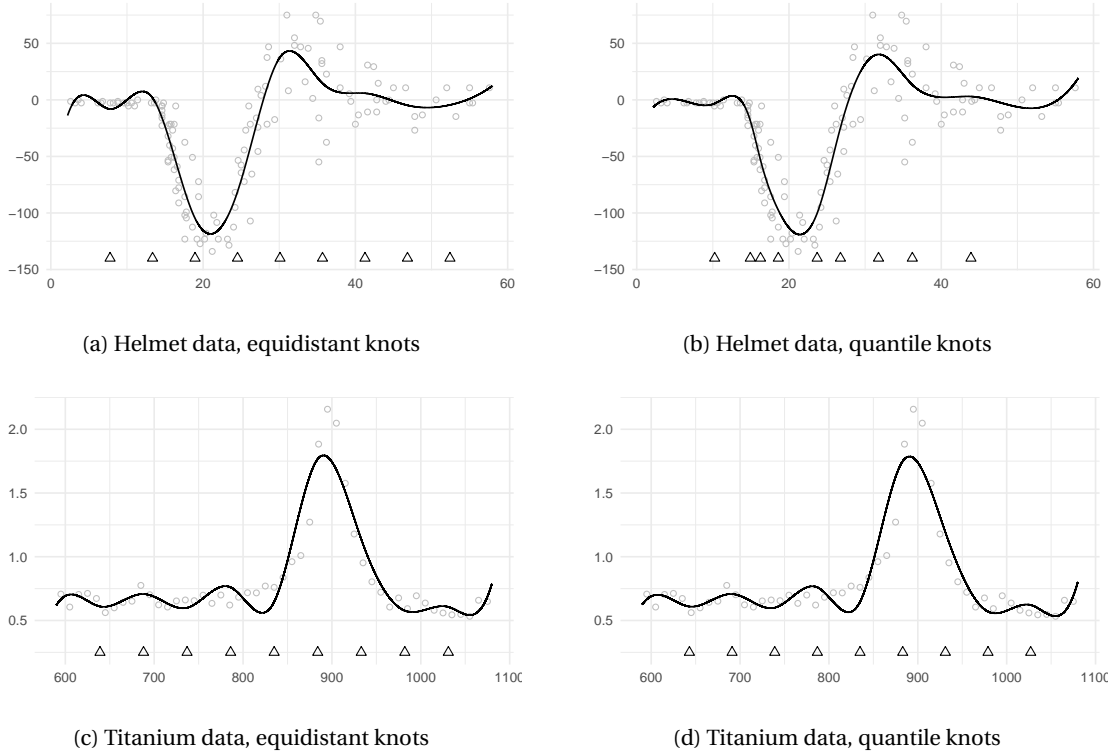 50
0
−50
−100
−150
0 20 40 60
(a) Helmet data, equidistant knots
50
0
−50
−100
−150
0 20 40 60
(b) Helmet data, quantile knots
2.0
1.5
1.0
0.5
600 700 800 900 1000 1100
(c) Titanium data, equidistant knots
2.0
1.5
1.0
0.5
600 700 800 900 1000 1100
(d) Titanium data, quantile knots